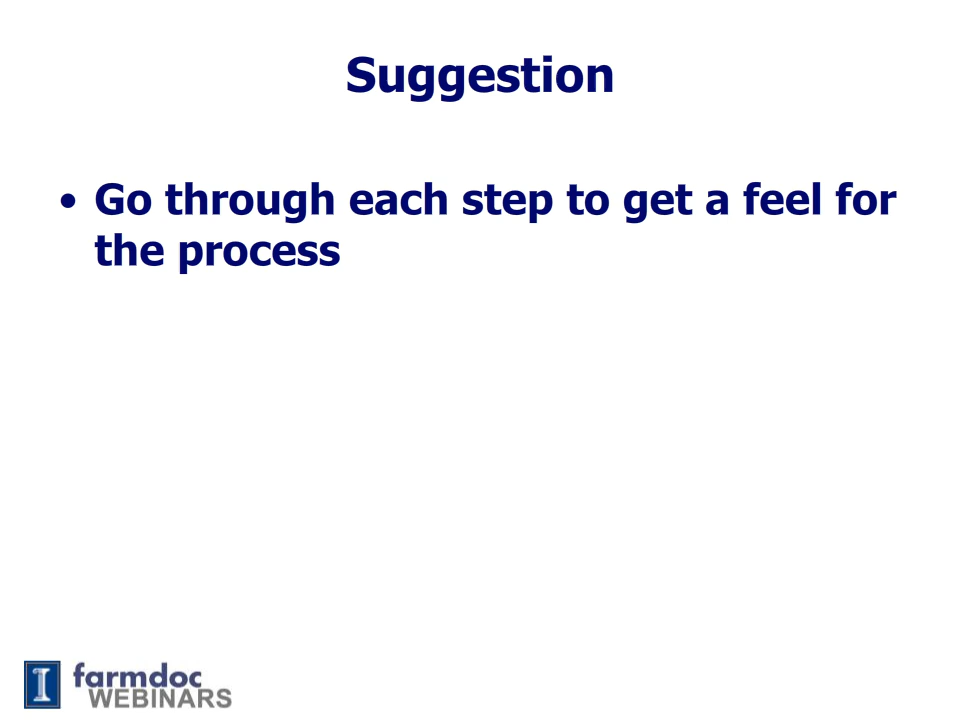 Suggestion
• Go through each step to get a feel for
the process
I farmdoc
WEBINARS